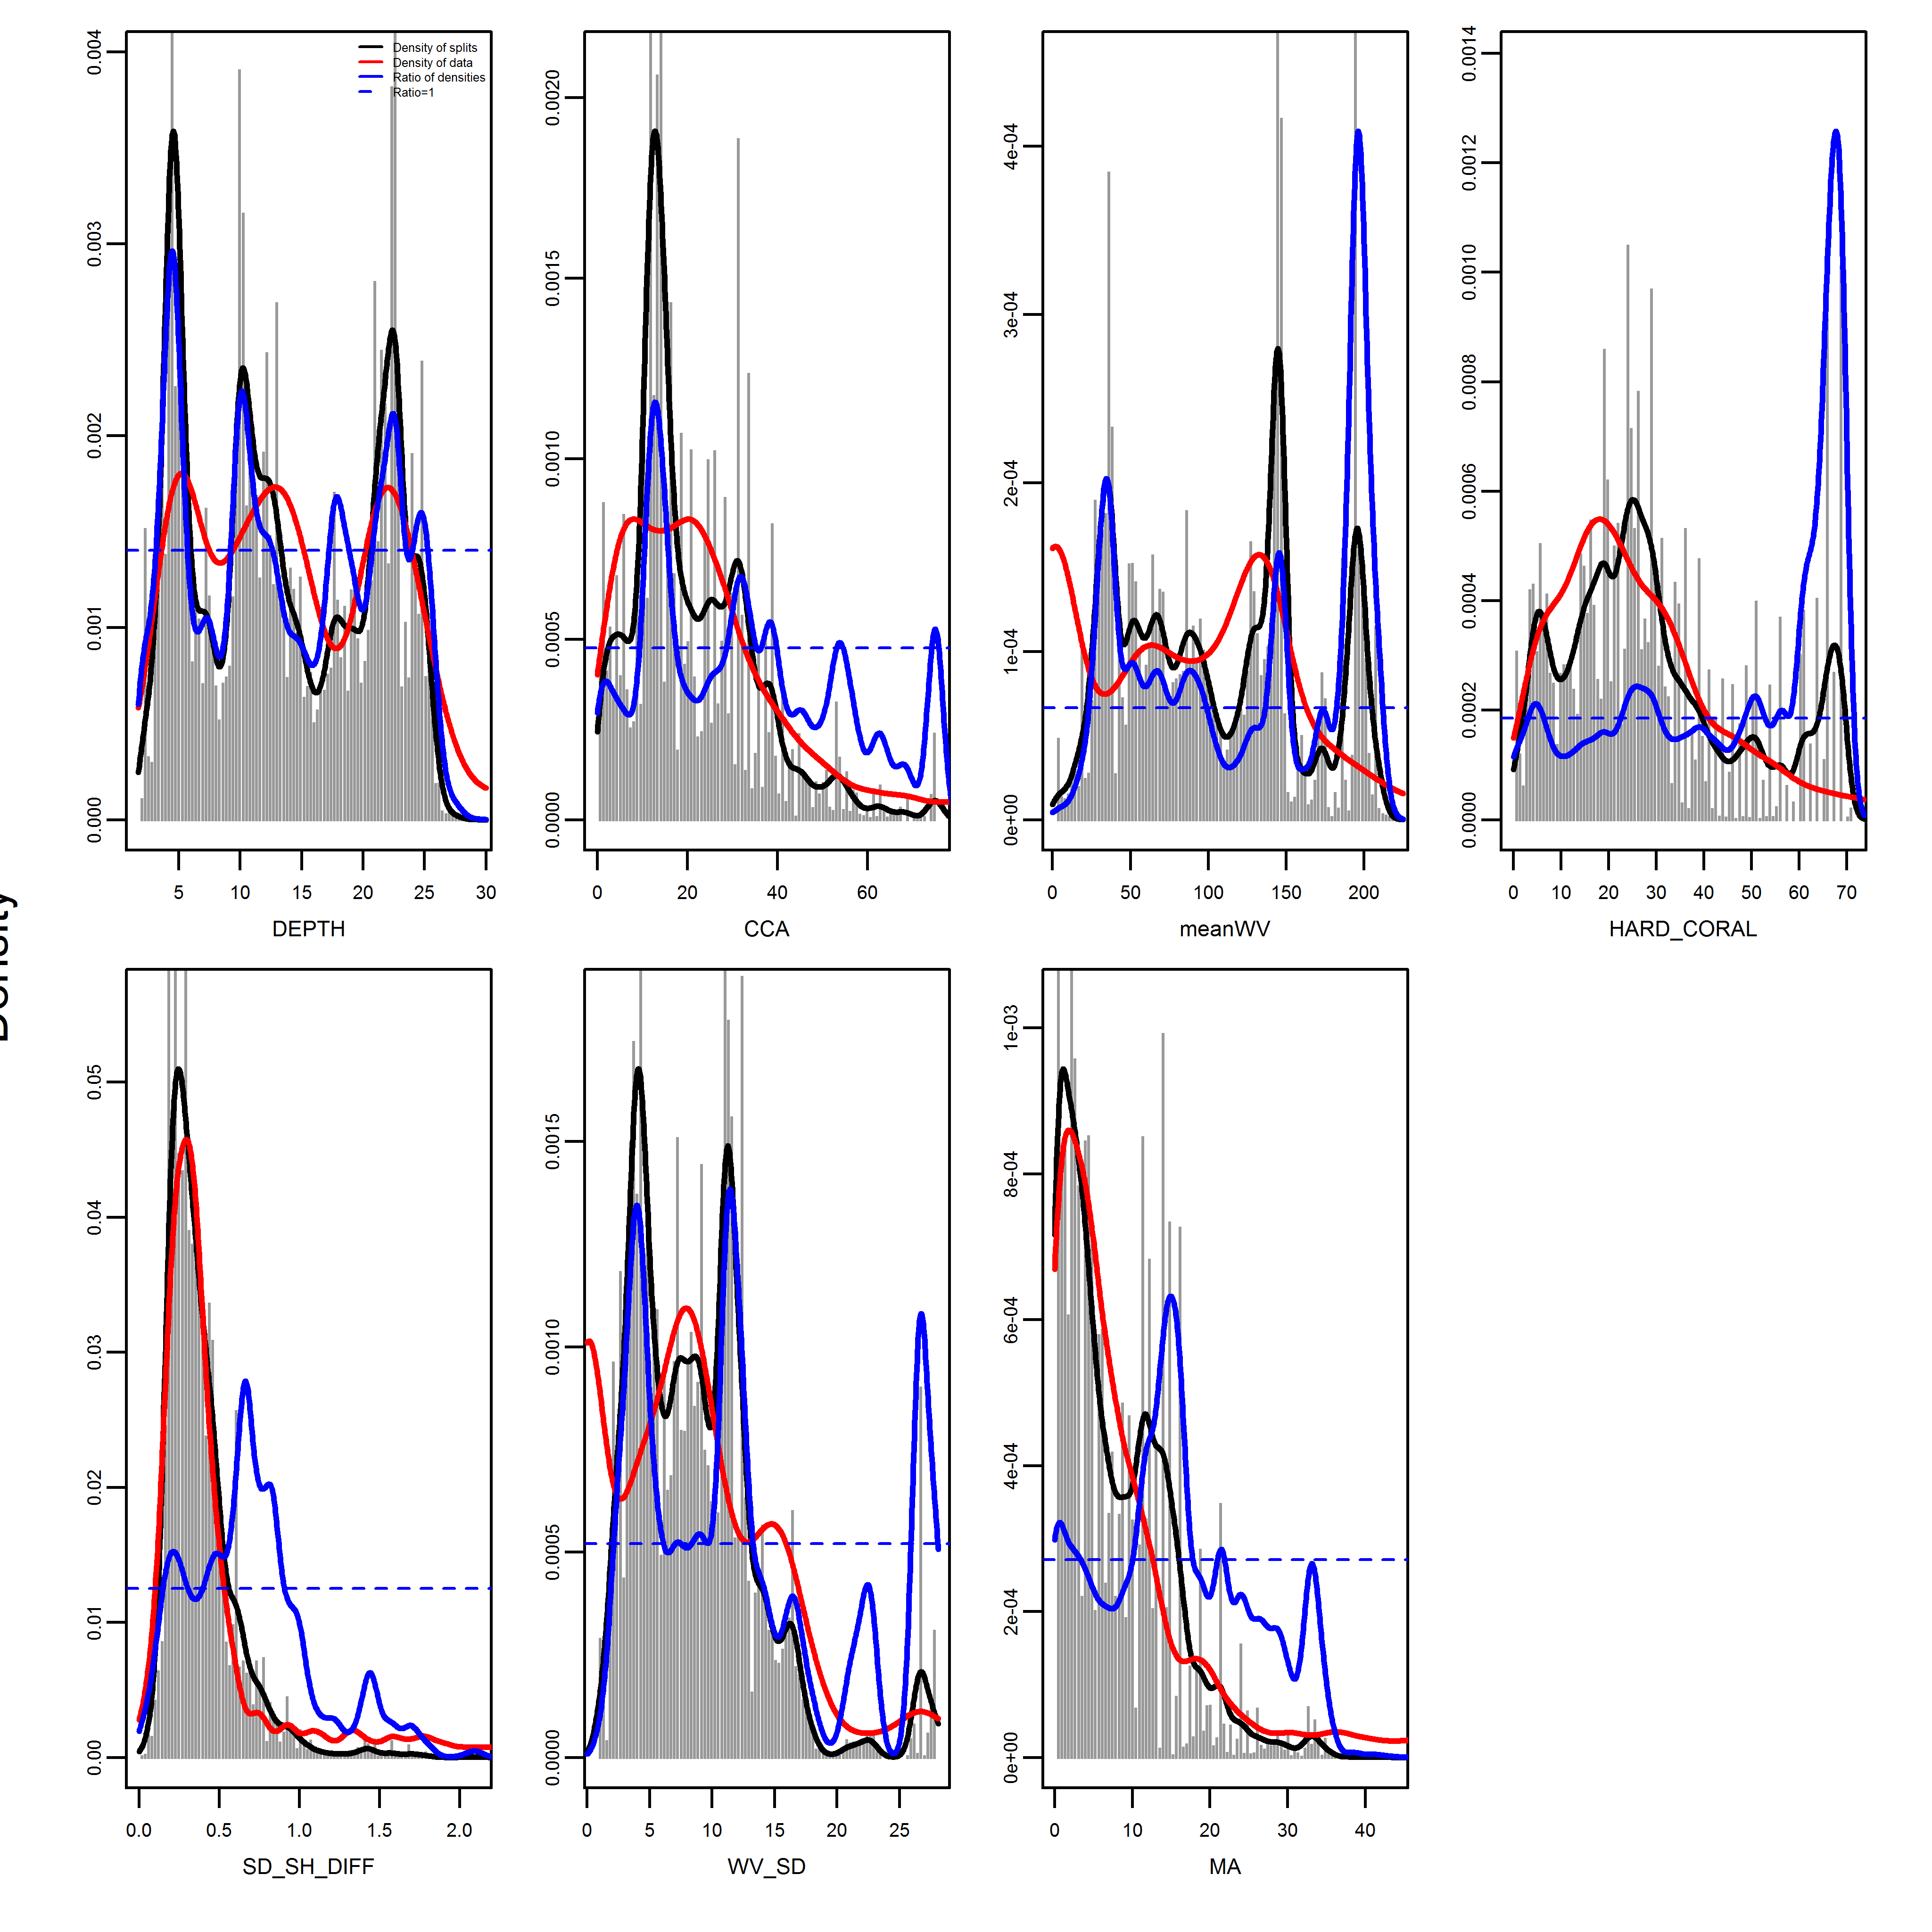 Density of splits
Density of data
Ratio of densities
Ratio=1
0.004
0.003
0.002
0.001
0.000
5 10 15 20 25 30
DEPTH
0.0020
0.0015
0.0010
0.0005
0.0000
0 20 40 60
CCA
4e-04
3e-04
2e-04
1e-04
0e+00
0 50 100 150 200
meanWV
0.0014
0.0012
0.0010
0.0008
0.0006
0.0004
0.0002
0.0000
0 10 20 30 40 50 60 70
HARD_CORAL
0.05
0.04
0.03
0.02
0.01
0.00
0.0 0.5 1.0 1.5 2.0
SD_SH_DIFF
0.0015
0.0010
0.0005
0.0000
0 5 10 15 20 25
WV_SD
1e-03
8e-04
6e-04
4e-04
2e-04
0e+00
0 10 20 30 40
MA